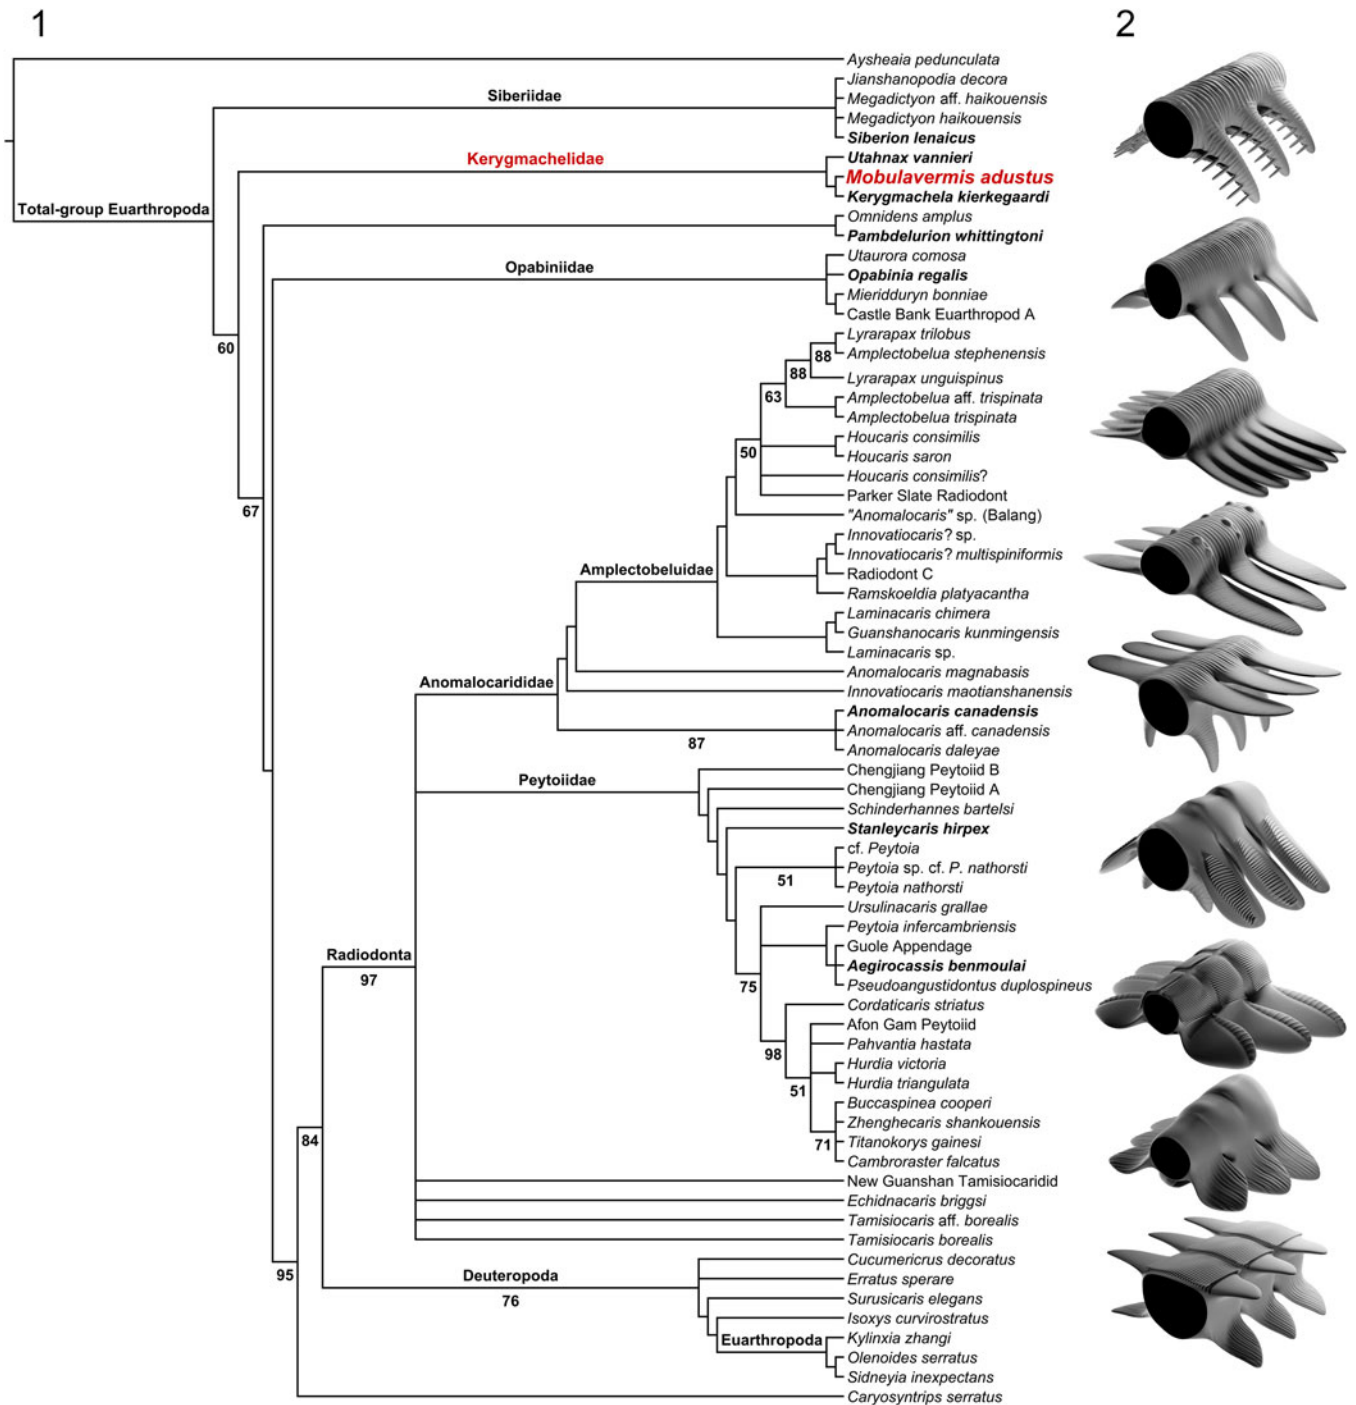 1
2
Aysheaia pedunculata
Jianshanopodia decora
Siberiidae
Megadictyon aff. haikouensis
Megadictyon haikouensis
Siberion lenaicus
Utahnax vannieri
Kerygmachelidae
Mobulavermis adustus
Kerygmachela kierkegaardi
Total-group Euarthropoda
Omnidens amplus
Pambdelurion whittingtoni
Utaurora comosa
Opabiniidae
Opabinia regalis
Mieridduryn bonniae
Castle Bank Euarthropod A
Lyrarapax trilobus
60
88
Amplectobelua stephenensis
88
Lyrarapax unguispinus
63
Amplectobelua aff. trispinata
Amplectobelua trispinata
Houcaris consimilis
50
Houcaris saron
Houcaris consimilis?
Parker Slate Radiodont
67
"Anomalocaris" sp. (Balang)
Innovatiocaris? sp.
Innovatiocaris? multispiniformis
Amplectobeluidae
Radiodont C
Ramskoeldia platyacantha
Laminacaris chimera
Guanshanocaris kunmingensis
Laminacaris sp.
Anomalocaris magnabasis
Anomalocarididae
Innovatiocaris maotianshanensis
Anomalocaris canadensis
Anomalocaris aff. canadensis
87
Anomalocaris daleyae
Chengjiang Peytoiid B
Peytoiidae
Chengjiang Peytoiid A
Schinderhannes bartelsi
Stanleycaris hirpex
cf. Peytoia
Peytoia sp. cf. P. nathorsti
51
Peytoia nathorsti
Ursulinacaris grallae
Peytoia infercambriensis
Guole Appendage
Radiodonta
Aegirocassis benmoulai
97
75
Pseudoangustidontus duplospineus
Cordaticaris striatus
Afon Gam Peytoiid
Pahvantia hastata
98
Hurdia victoria
Hurdia triangulata
51
Buccaspinea cooperi
Zhenghecaris shankouensis
84
71
Titanokorys gainesi
Cambroraster falcatus
New Guanshan Tamisiocaridid
Echidnacaris briggsi
Tamisiocaris aff. borealis
Tamisiocaris borealis
Cucumericrus decoratus
95
Deuteropoda
Erratus sperare
76
Surusicaris elegans
Isoxys curvirostratus
Euarthropoda
Kylinxia zhangi
Olenoides serratus
Sidneyia inexpectans
Caryosyntrips serratus